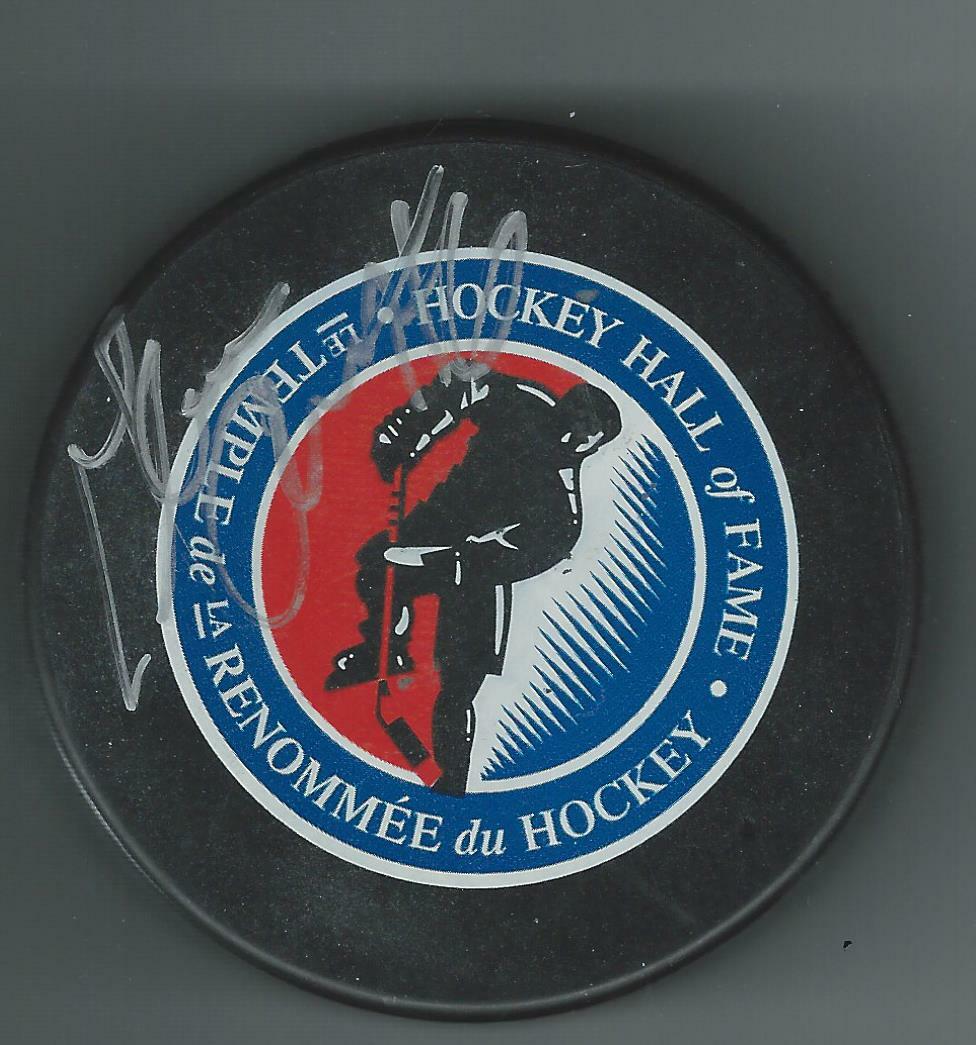 HOCKEY HALL of FAME •
LE TEMPLE de LA RENOMMÉE du HOCKEY •